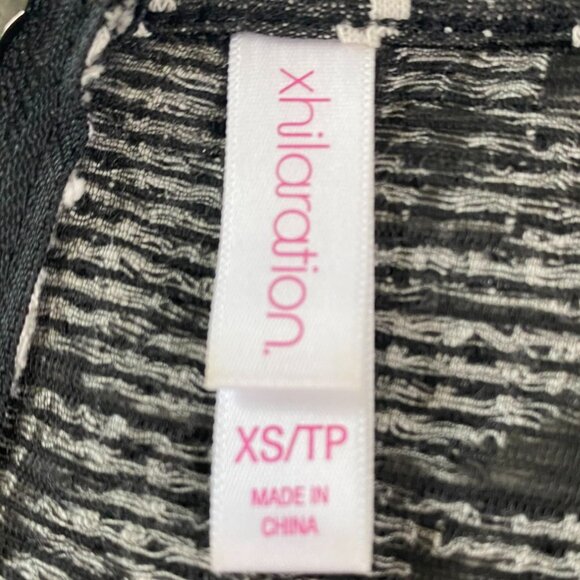 xhilaration.
XS/TP
MADE IN
CHINA